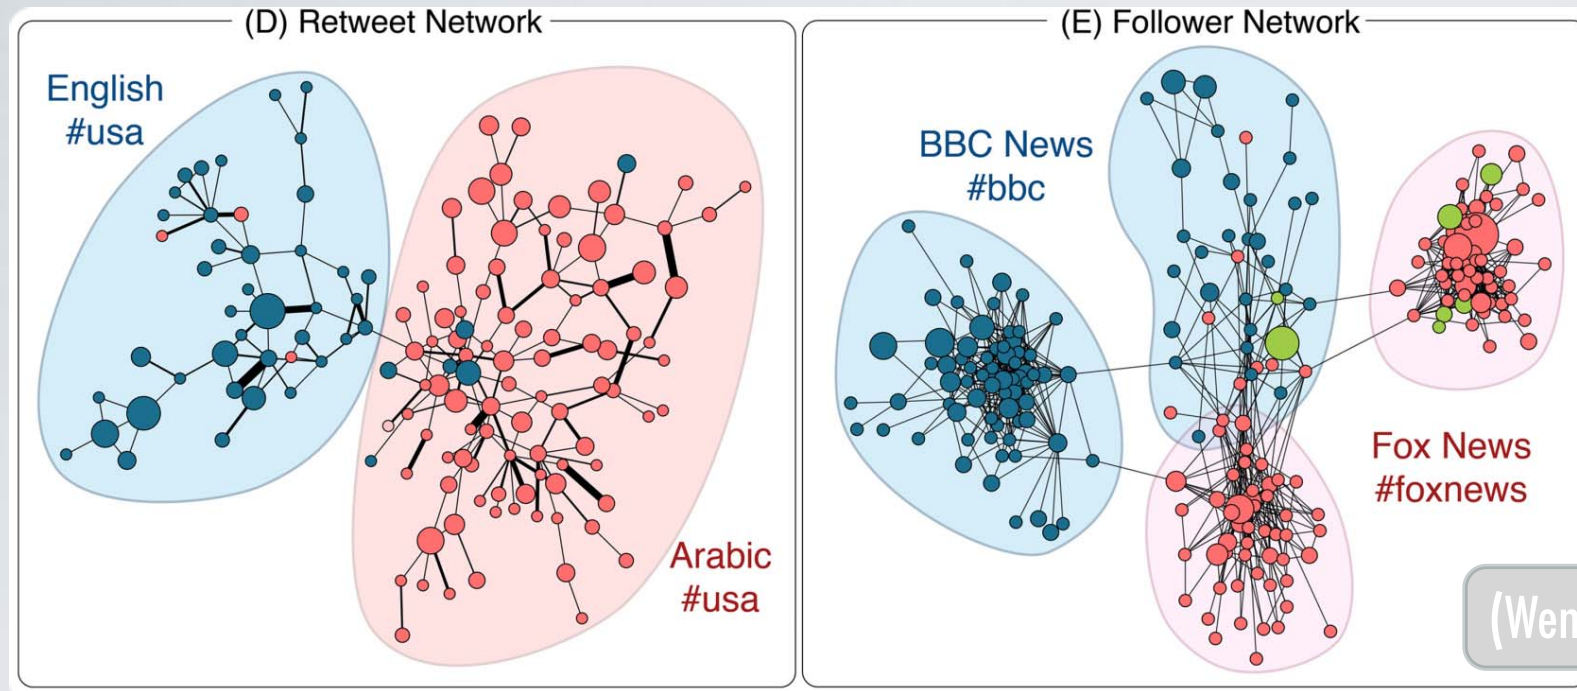 (D) Retweet Network
English
#usa
Arabic
#usa
(E) Follower Network
BBC News
#bbc
Fox News
#foxnews